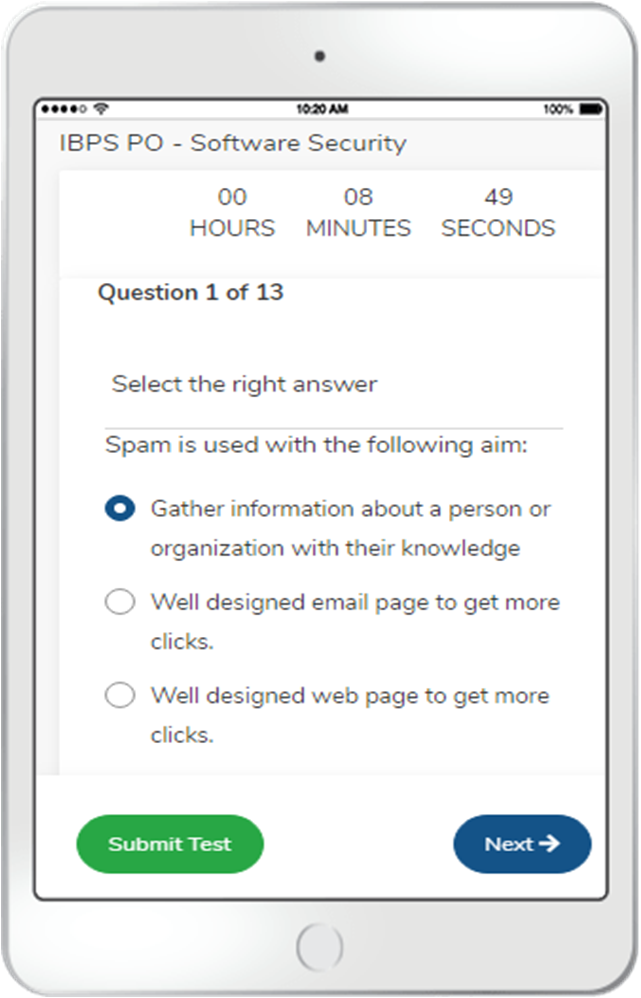 10:20 AM 100%
IBPS PO - Software Security
00 08 49
HOURS MINUTES SECONDS
Question 1 of 13
Select the right answer
Spam is used with the following aim:
Gather information about a person or
organization with their knowledge
Well designed email page to get more
clicks.
Well designed web page to get more
clicks.
Submit Test Next